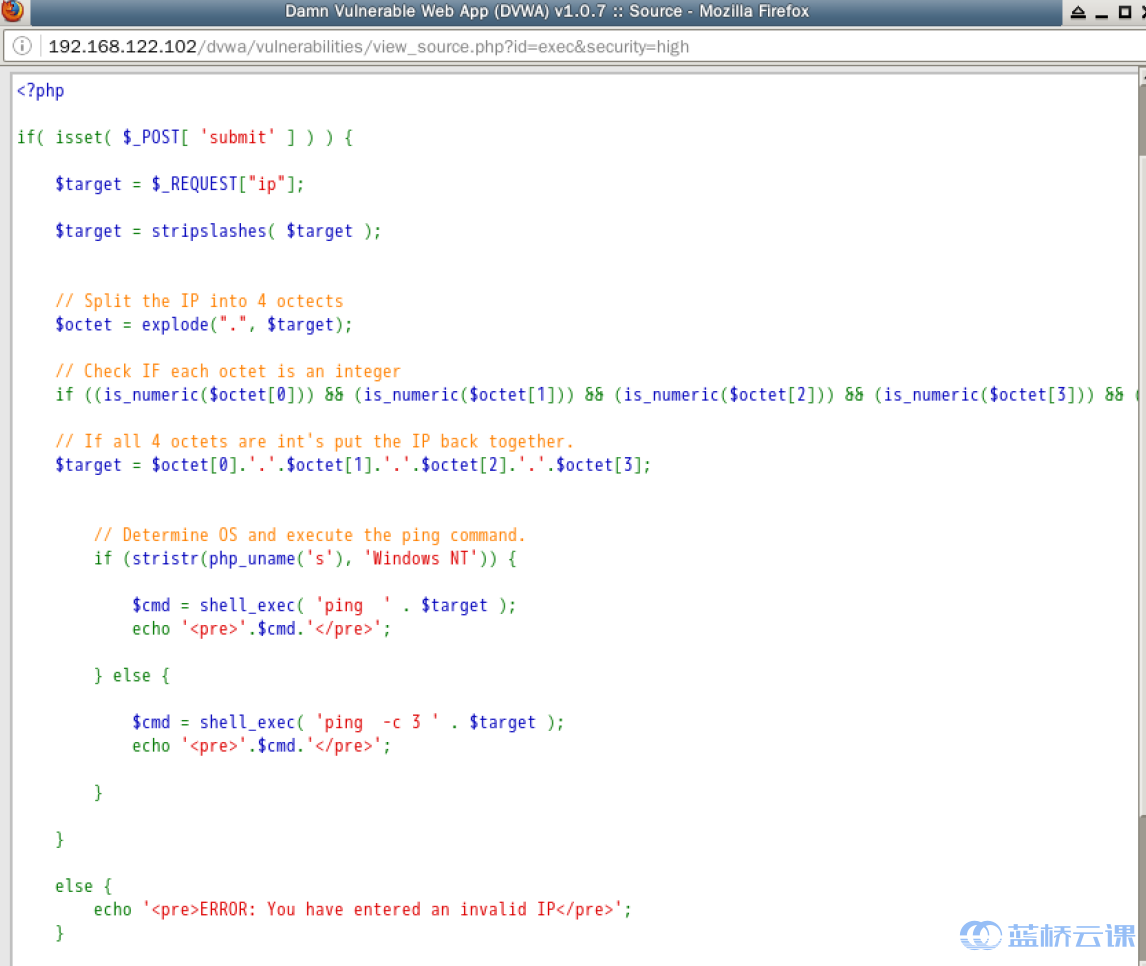 Damn Vulnerable Web App (DVWA) v1.0.7 :: Source - Mozilla Firefox
192.168.122.102/dvwa/vulnerabilities/view_source.php?id=exec&security=high
<?php
if( isset( $_POST[ 'submit' ] ) ) {
$target = $_REQUEST["ip"];
$target = stripslashes( $target );
// Split the IP into 4 octects
$octet = explode(".", $target);
// Check IF each octet is an integer
if ((is_numeric($octet[0])) && (is_numeric($octet[1])) && (is_numeric($octet[2])) && (is_numeric($octet[3])) && (
// If all 4 octets are int's put the IP back together.
$target = $octet[0].'.'.$octet[1].'.'.$octet[2].'.'.$octet[3];
// Determine OS and execute the ping command.
if (stristr(php_uname('s'), 'Windows NT')) {
$cmd = shell_exec( 'ping  ' . $target );
echo '<pre>'.$cmd.'</pre>';
} else {
$cmd = shell_exec( 'ping  -c 3 ' . $target );
echo '<pre>'.$cmd.'</pre>';
}
}
else {
echo '<pre>ERROR: You have entered an invalid IP</pre>';
}
蓝桥云课